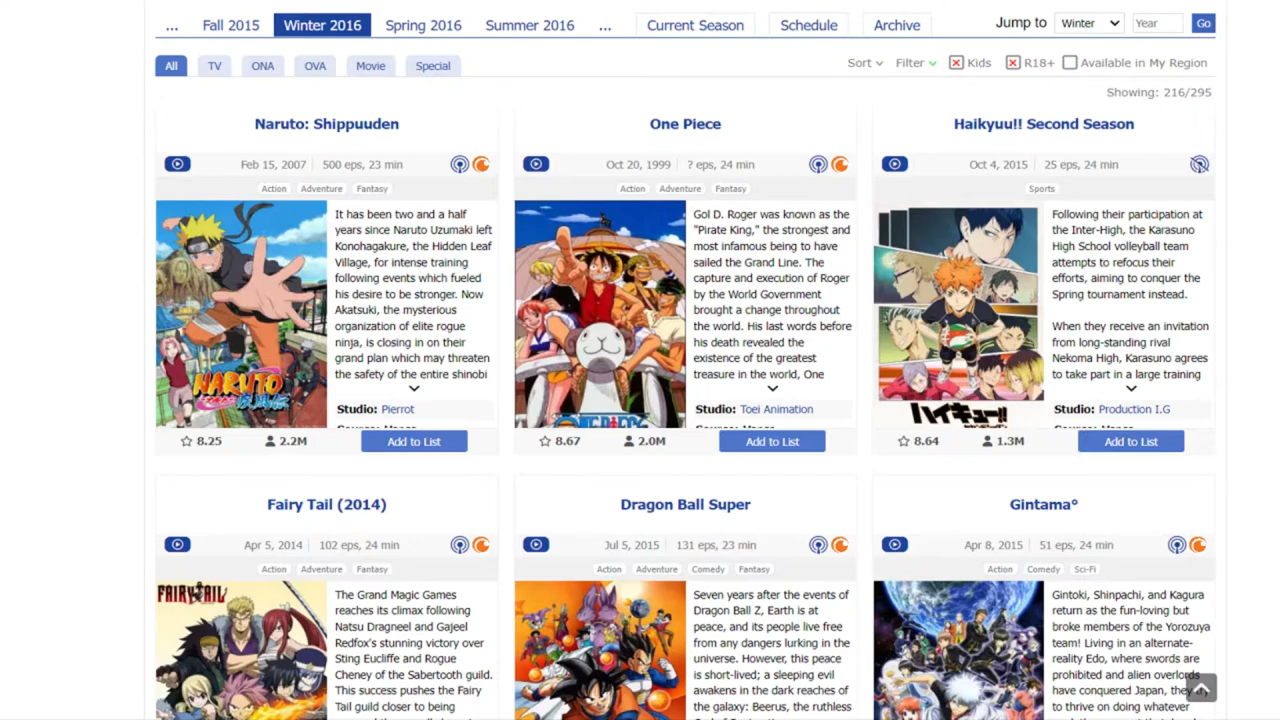 ... Fall 2015 Winter 2016 Spring 2016 Summer 2016 ... Current Season Schedule Archive Jump to Winter Year Go
All TV ONA OVA Movie Special Sort Filter Kids R18+ Available in My Region
Showing: 216/295
Naruto: Shippuuden
Feb 15, 2007 500 eps, 23 min
Action Adventure Fantasy
It has been two and a half
years since Naruto Uzumaki left
Konohagakure, the Hidden Leaf
Village, for intense training
following events which fueled
his desire to be stronger. Now
Akatsuki, the mysterious
organization of elite rogue
ninja, is closing in on their
grand plan which may threaten
the safety of the entire shinobi
NARUTO
疾風伝
Studio: Pierrot
8.25 2.2M Add to List
One Piece
Oct 20, 1999 ? eps, 24 min
Action Adventure Fantasy
Gol D. Roger was known as the
"Pirate King," the strongest and
most infamous being to have
sailed the Grand Line. The
capture and execution of Roger
by the World Government
brought a change throughout
the world. His last words before
his death revealed the
existence of the greatest
treasure in the world, One
Studio: Toei Animation
8.67 2.0M Add to List
Haikyuu!! Second Season
Oct 4, 2015 25 eps, 24 min
Sports
Following their participation at
the Inter-High, the Karasuno
High School volleyball team
attempts to refocus their
efforts, aiming to conquer the
Spring tournament instead.
When they receive an invitation
from long-standing rival
Nekoma High, Karasuno agrees
to take part in a large training
ハイキュー!!
Studio: Production I.G
8.64 1.3M Add to List
Fairy Tail (2014)
Apr 5, 2014 102 eps, 24 min
Action Adventure Fantasy
FAIRY TAIL
The Grand Magic Games
reaches its climax following
Natsu Dragneel and Gajeel
Redfox's stunning victory over
Sting Eucliffe and Rogue
Cheney of the Sabertooth guild.
This success pushes the Fairy
Tail guild closer to being
Dragon Ball Super
Jul 5, 2015 131 eps, 23 min
Action Adventure Comedy Fantasy
Seven years after the events of
Dragon Ball Z, Earth is at
peace, and its people live free
from any dangers lurking in the
universe. However, this peace
is short-lived; a sleeping evil
awakens in the dark reaches of
the galaxy: Beerus, the ruthless
Gintama°
Apr 8, 2015 51 eps, 24 min
Action Comedy Sci-Fi
Gintoki, Shinpachi, and Kagura
return as the fun-loving but
broke members of the Yorozuya
team! Living in an alternate-
reality Edo, where swords are
prohibited and alien overlords
have conquered Japan, they try
to thrive on doing whatever